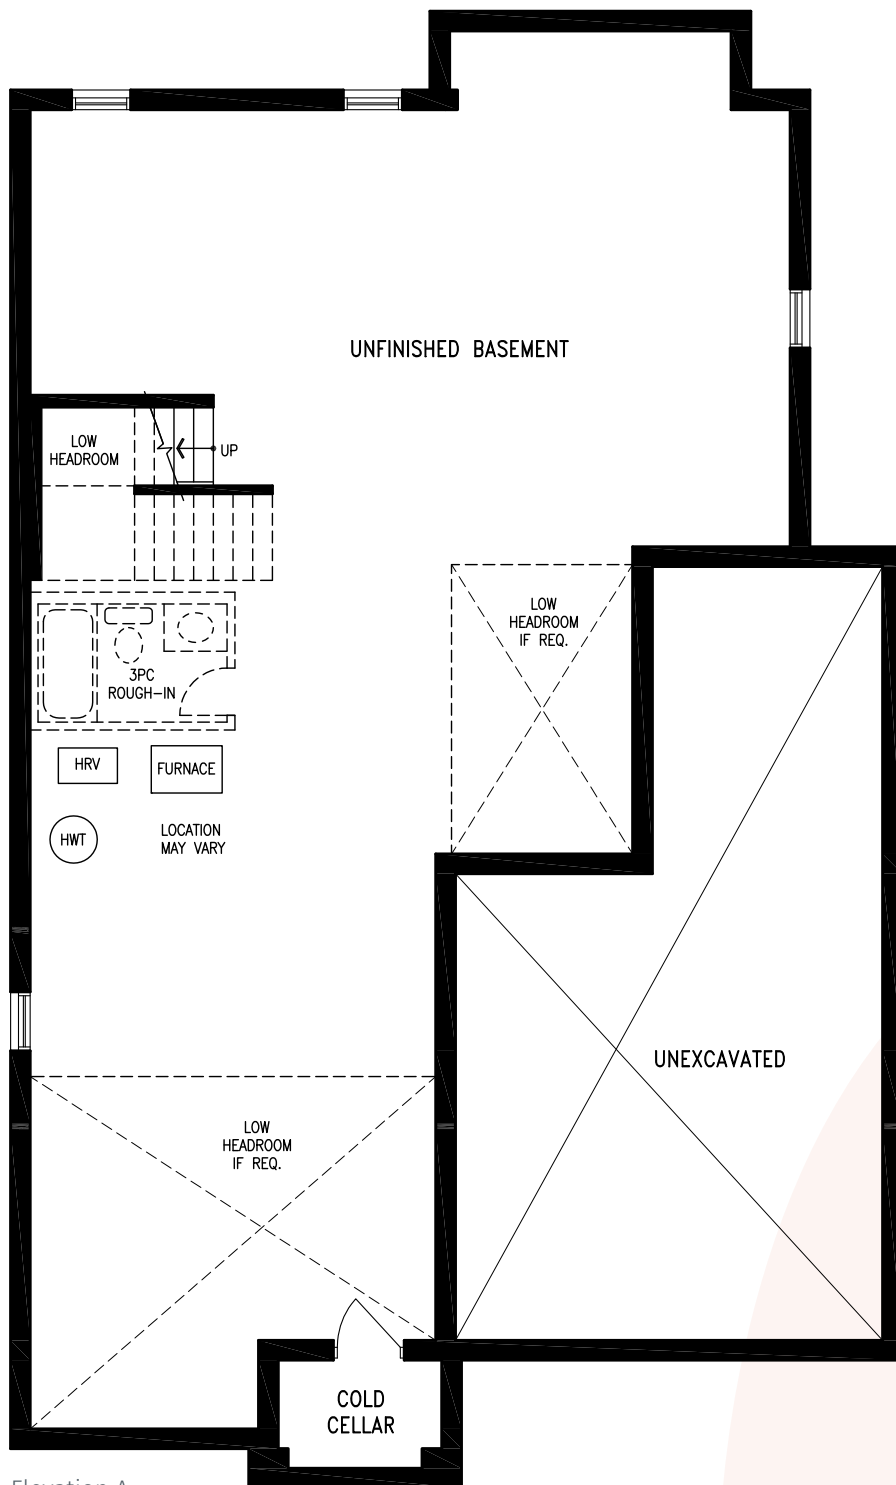 UNFINISHED BASEMENT
LOW
HEADROOM
UP
LOW
HEADROOM
IF REQ.
3PC
ROUGH-IN
HRV
FURNACE
HWT
LOCATION
MAY VARY
UNEXCAVATED
LOW
HEADROOM
IF REQ.
COLD
CELLAR
Elevation A